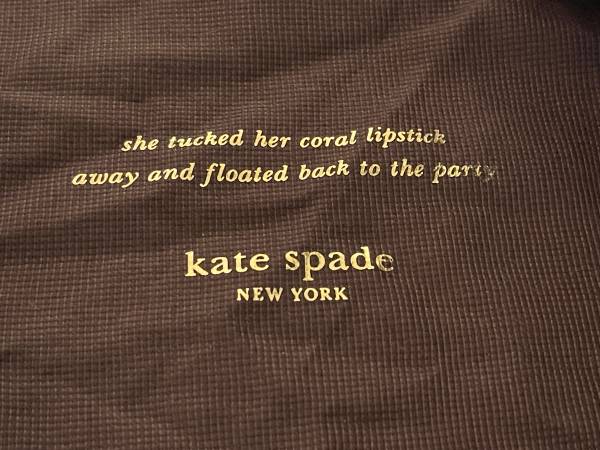 she tucked her coral lipstick
away and floated back to the party
kate spade
NEW YORK